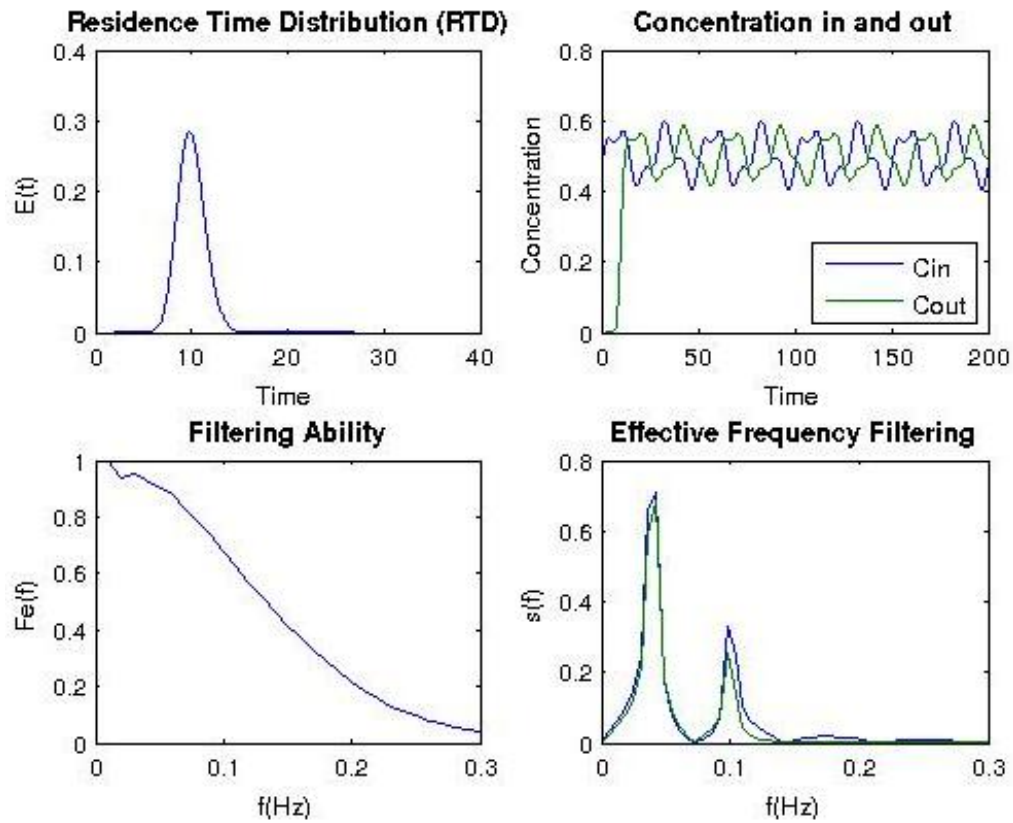 Residence Time Distribution (RTD)
0.4
0.3
0.2
0.1
0
E(t)
0 10 20 30 40
Time
Concentration in and out
0.8
0.6
0.4
0.2
0
Concentration
Cin
Cout
0 50 100 150 200
Time
Filtering Ability
1
0.8
0.6
0.4
0.2
0
Fe(f)
0 0.1 0.2 0.3
f(Hz)
Effective Frequency Filtering
0.8
0.6
0.4
0.2
0
s(f)
0 0.1 0.2 0.3
f(Hz)